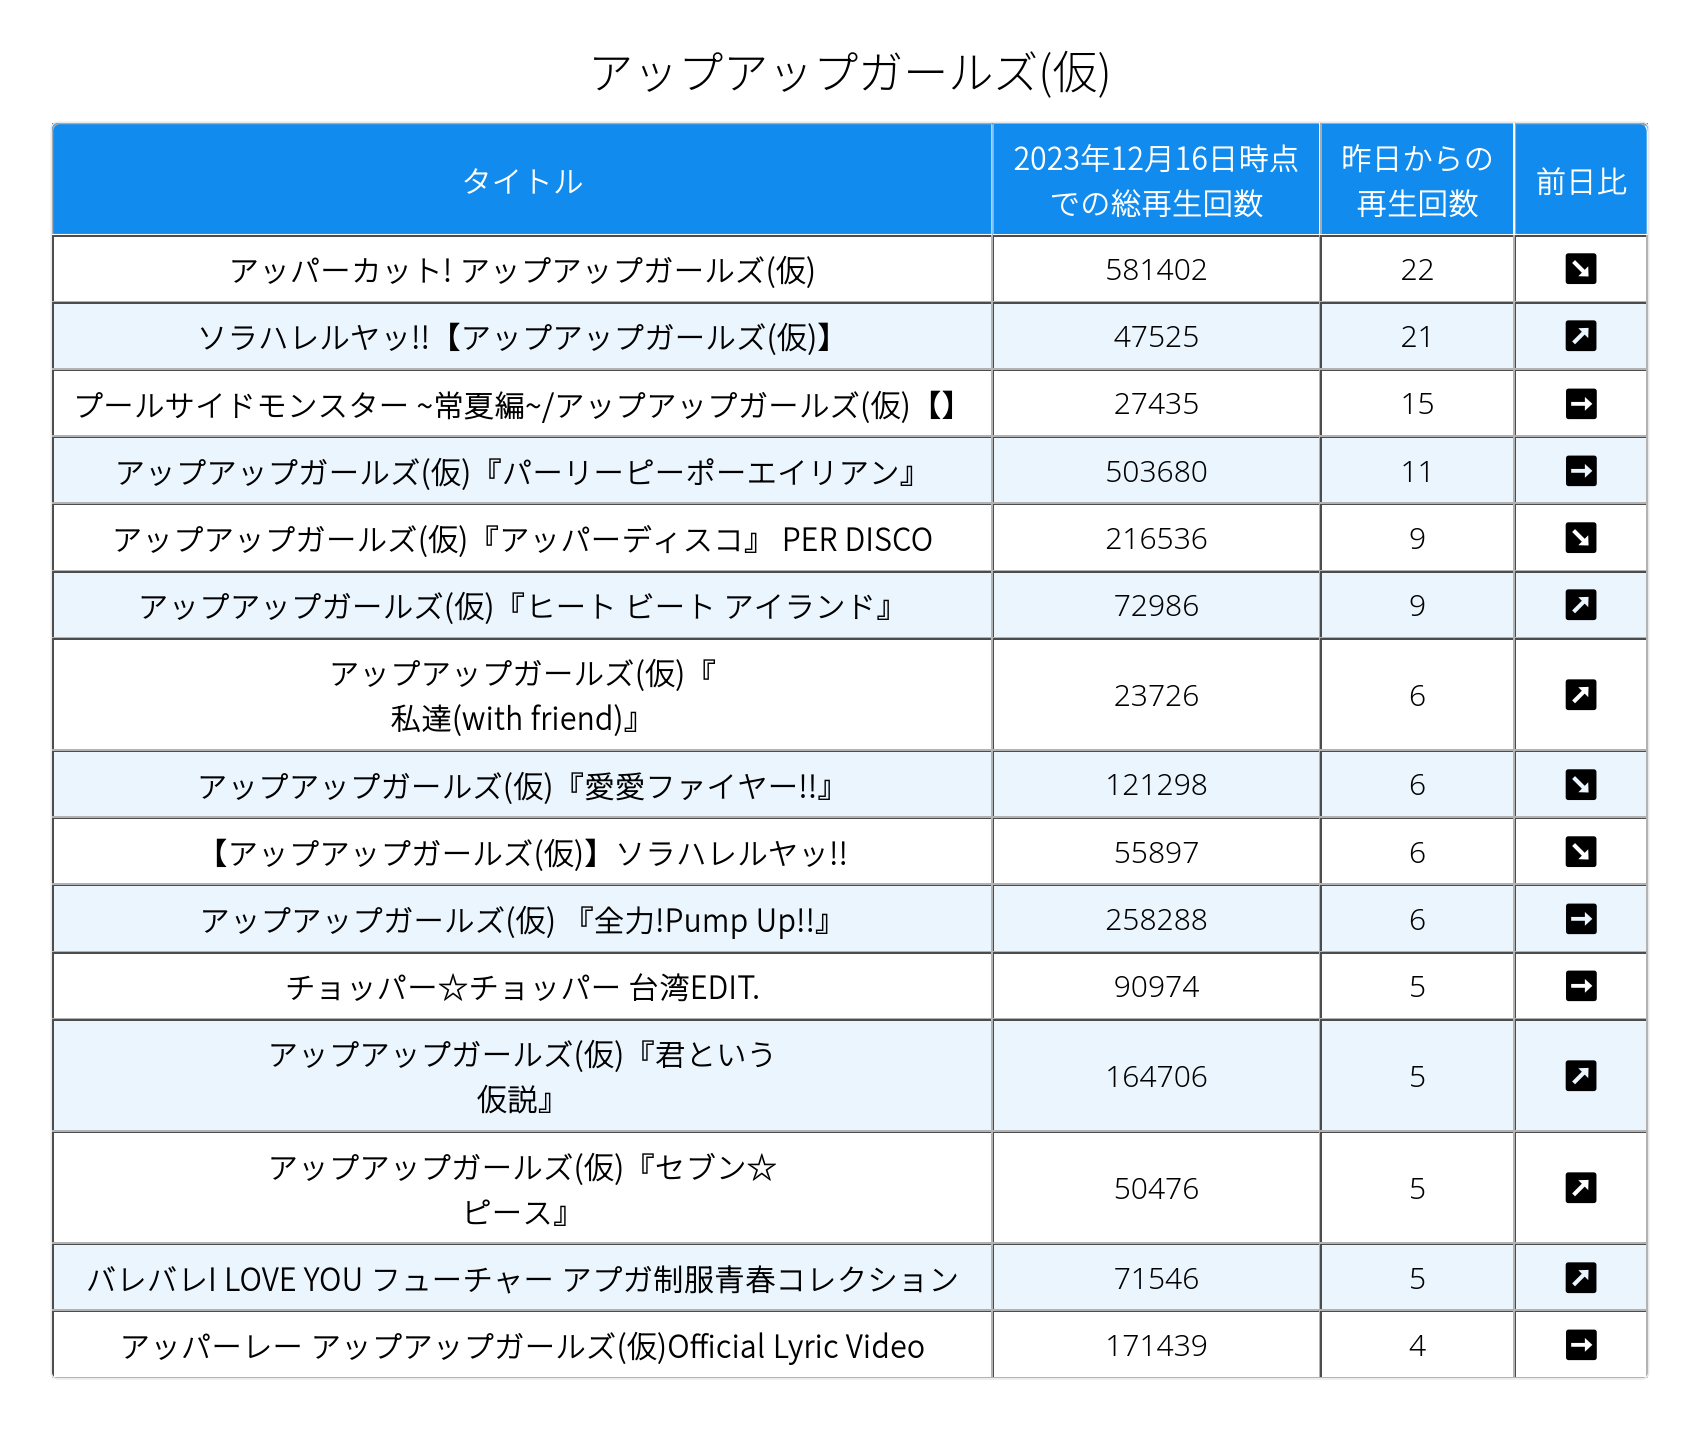 アップアップガールズ(仮)
タイトル
2023年12月16日時点
での総再生回数
昨日からの
再生回数
前日比
アッパーカット! アップアップガールズ(仮) 581402 22 ↘
ソラハレルヤッ!!【アップアップガールズ(仮)】 47525 21 ↗
プールサイドモンスター ~常夏編~/アップアップガールズ(仮)【】 27435 15 →
アップアップガールズ(仮)『パーリーピーポーエイリアン』 503680 11 →
アップアップガールズ(仮)『アッパーディスコ』 PER DISCO 216536 9 ↘
アップアップガールズ(仮)『ヒート ビート アイランド』 72986 9 ↗
アップアップガールズ(仮)『
私達(with friend)』 23726 6 ↗
アップアップガールズ(仮)『愛愛ファイヤー!!』 121298 6 ↘
【アップアップガールズ(仮)】ソラハレルヤッ!! 55897 6 ↘
アップアップガールズ(仮) 『全力!Pump Up!!』 258288 6 →
チョッパー☆チョッパー 台湾EDIT. 90974 5 →
アップアップガールズ(仮)『君という
仮説』 164706 5 ↗
アップアップガールズ(仮)『セブン☆
ピース』 50476 5 ↗
バレバレI LOVE YOU フューチャー アプガ制服青春コレクション 71546 5 ↗
アッパーレー アップアップガールズ(仮)Official Lyric Video 171439 4 →